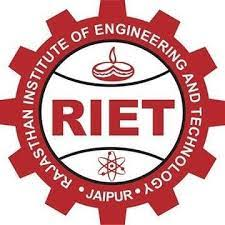 RAJASTHAN INSTITUTE OF ENGINEERING AND TECHNOLOGY
RIET
• JAIPUR •